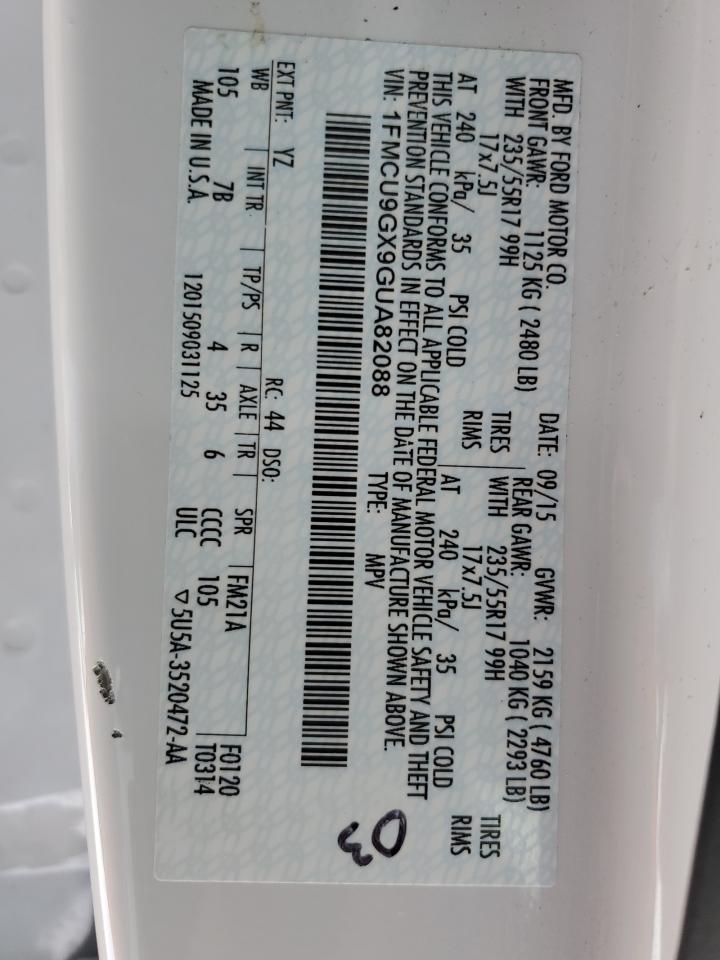 MFD. BY FORD MOTOR CO. DATE: 09/15 GVWR: 2159 KG ( 4760 LB)
FRONT GAWR: 1125 KG ( 2480 LB) REAR GAWR: 1040 KG ( 2293 LB)
WITH 235/55R17 99H TIRES WITH 235/55R17 99H TIRES
17x7.5J RIMS 17x7.5J RIMS
AT 240 kPa/ 35 PSI COLD AT 240 kPa/ 35 PSI COLD
THIS VEHICLE CONFORMS TO ALL APPLICABLE FEDERAL MOTOR VEHICLE SAFETY AND THEFT
PREVENTION STANDARDS IN EFFECT ON THE DATE OF MANUFACTURE SHOWN ABOVE.
VIN: 1FMCU9GX9GUA82088 TYPE: MPV
03
EXT PNT: YZ RC: 44 DSO:
WB INT TR TP/PS R AXLE TR SPR FM21A F0120
105 7B 4 35 6 CCCC 105 T0314
MADE IN U.S.A. 1201509031125 ULC ▽5U5A-3520472-AA